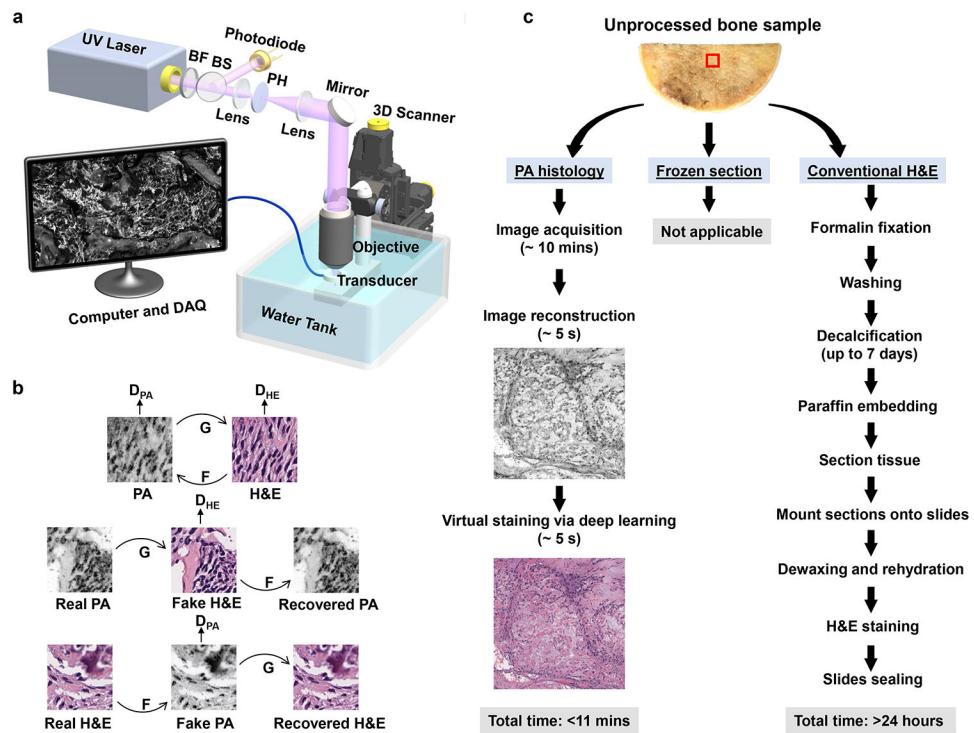 a
UV Laser
BF
BS
Photodiode
PH
Lens
Lens
Mirror
3D Scanner
Objective
Transducer
Water Tank
Computer and DAQ
b
D_PA
D_HE
G
F
PA
H&E
D_HE
G
F
Real PA
Fake H&E
Recovered PA
D_PA
F
G
Real H&E
Fake PA
Recovered H&E
c
Unprocessed bone sample
PA histology
Image acquisition
(~ 10 mins)
Image reconstruction
(~ 5 s)
Virtual staining via deep learning
(~ 5 s)
Total time: <11 mins
Frozen section
Not applicable
Conventional H&E
Formalin fixation
Washing
Decalcification
(up to 7 days)
Paraffin embedding
Section tissue
Mount sections onto slides
Dewaxing and rehydration
H&E staining
Slides sealing
Total time: >24 hours